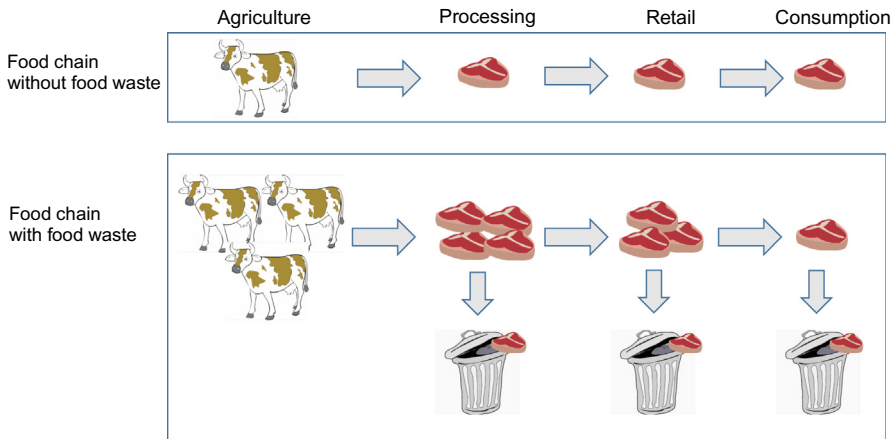 Agriculture
Processing
Retail
Consumption
Food chain
without food waste
Food chain
with food waste